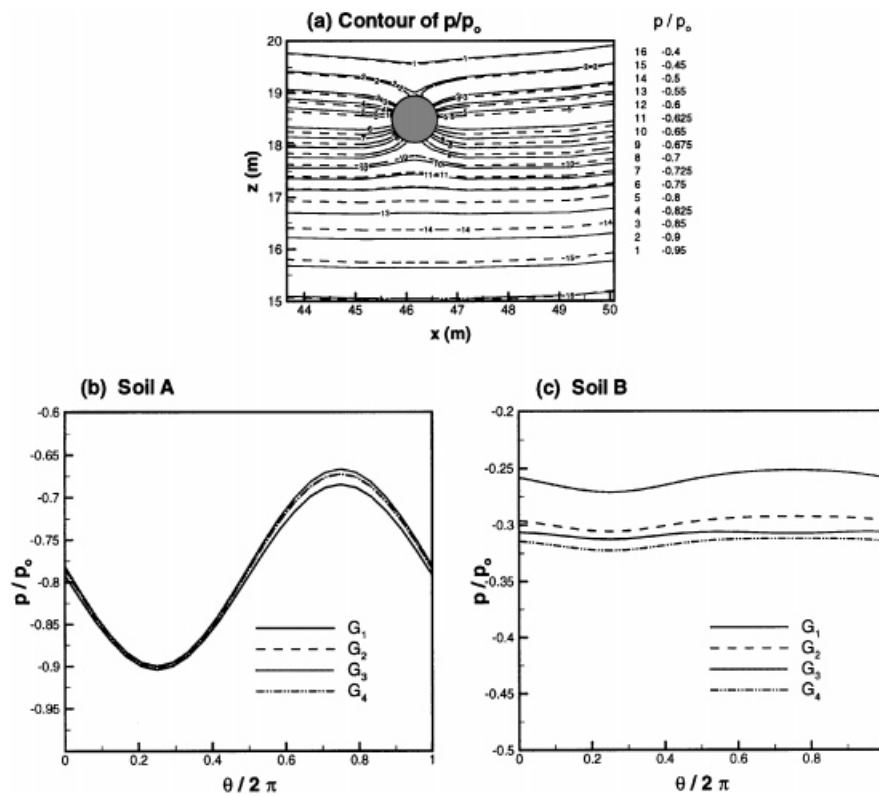 (a) Contour of p/pₒ
p / pₒ
20
19
18
17
16
15
z (m)
44 45 46 47 48 49 50
x (m)
16 -0.4
15 -0.45
14 -0.5
13 -0.55
12 -0.6
11 -0.625
10 -0.65
9 -0.675
8 -0.7
7 -0.725
6 -0.75
5 -0.8
4 -0.825
3 -0.85
2 -0.9
1 -0.95
(b) Soil A
-0.6
-0.65
-0.7
-0.75
-0.8
-0.85
-0.9
-0.95
p / pₒ
G₁
G₂
G₃
G₄
0 0.2 0.4 0.6 0.8 1
θ / 2 π
(c) Soil B
-0.2
-0.25
-0.3
-0.35
-0.4
-0.45
-0.5
p / pₒ
G₁
G₂
G₃
G₄
0 0.2 0.4 0.6 0.8 1
θ / 2 π